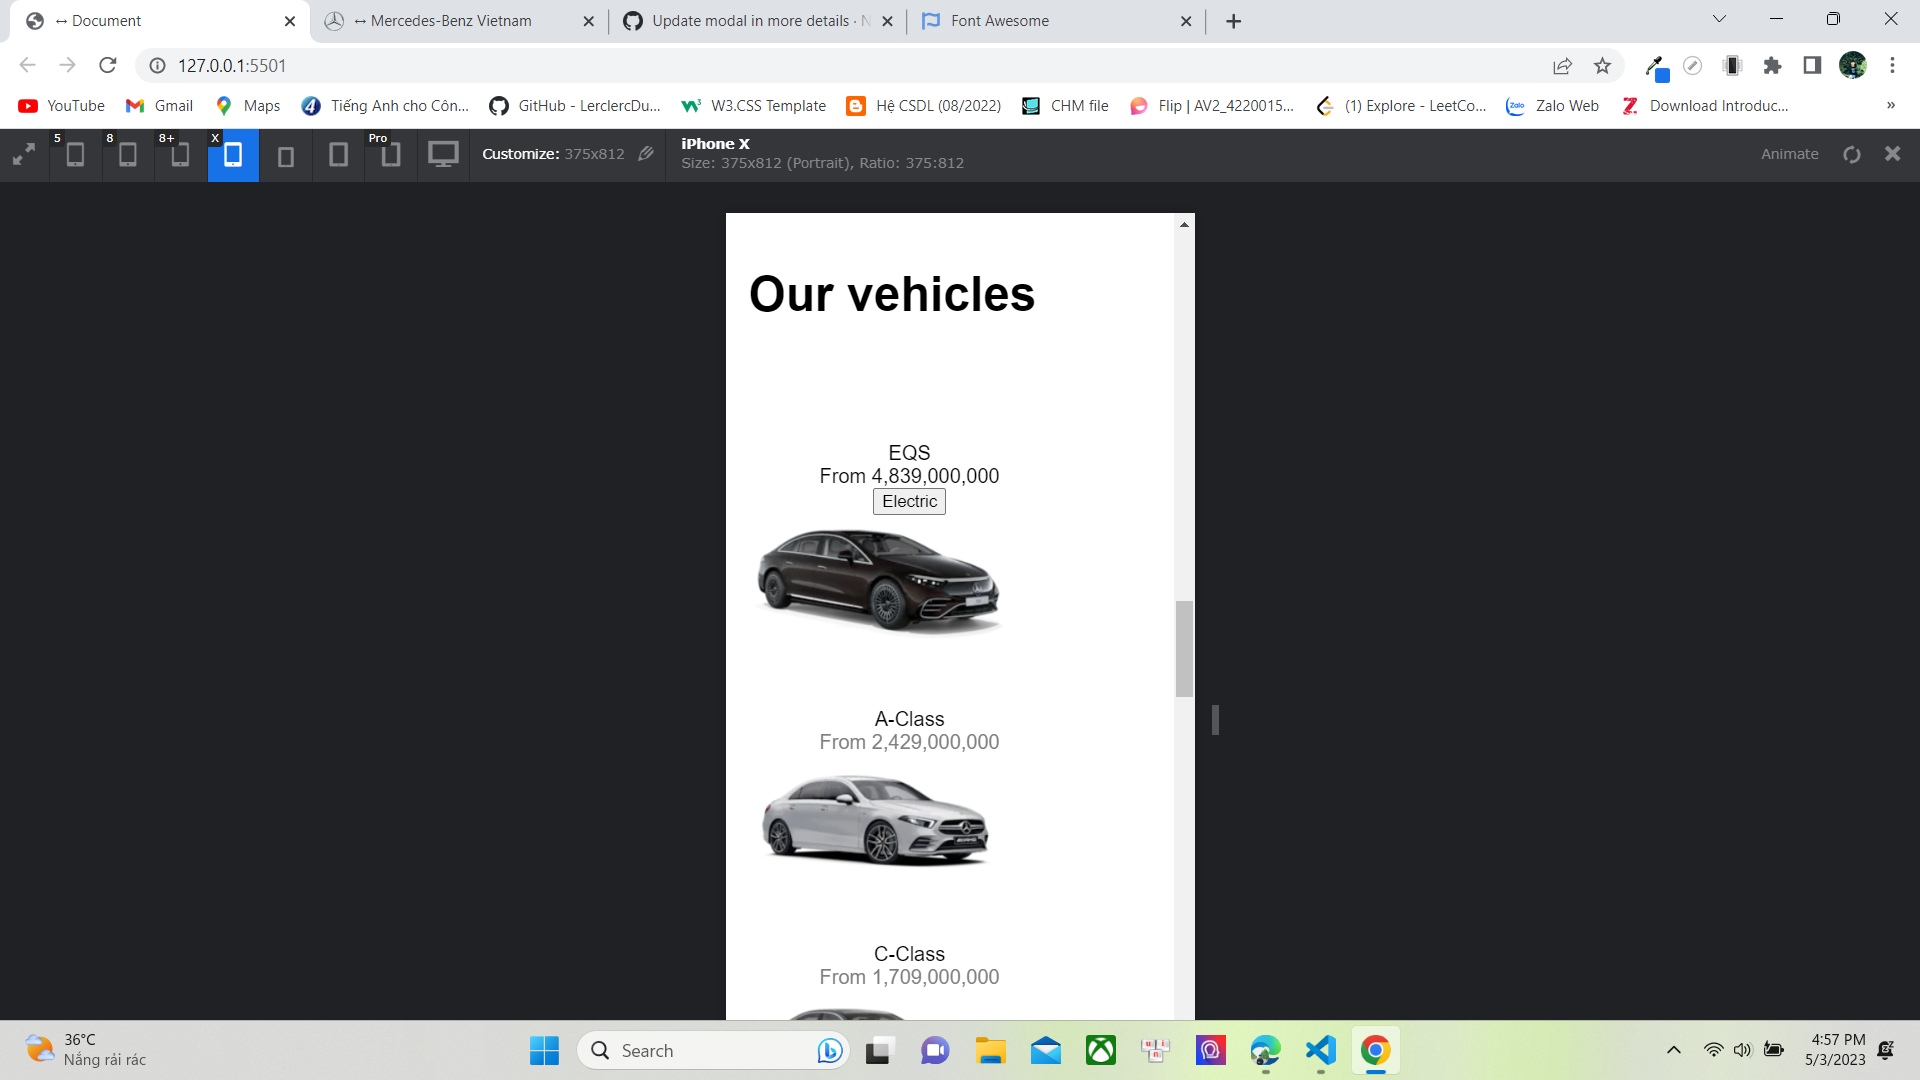 ↔ Document
↔ Mercedes-Benz Vietnam
Update modal in more details · N
Font Awesome
127.0.0.1:5501
YouTube
Gmail
Maps
Tiếng Anh cho Côn...
GitHub - LerclercDu...
W3.CSS Template
Hệ CSDL (08/2022)
CHM file
Flip | AV2_4220015...
(1) Explore - LeetCo...
Zalo Web
Download Introduc...
»
5
8
8+
X
Pro
Customize: 375x812
iPhone X
Size: 375x812 (Portrait), Ratio: 375:812
Animate
Our vehicles
EQS
From 4,839,000,000
Electric
A-Class
From 2,429,000,000
C-Class
From 1,709,000,000
36°C
Nắng rải rác
Search
4:57 PM
5/3/2023